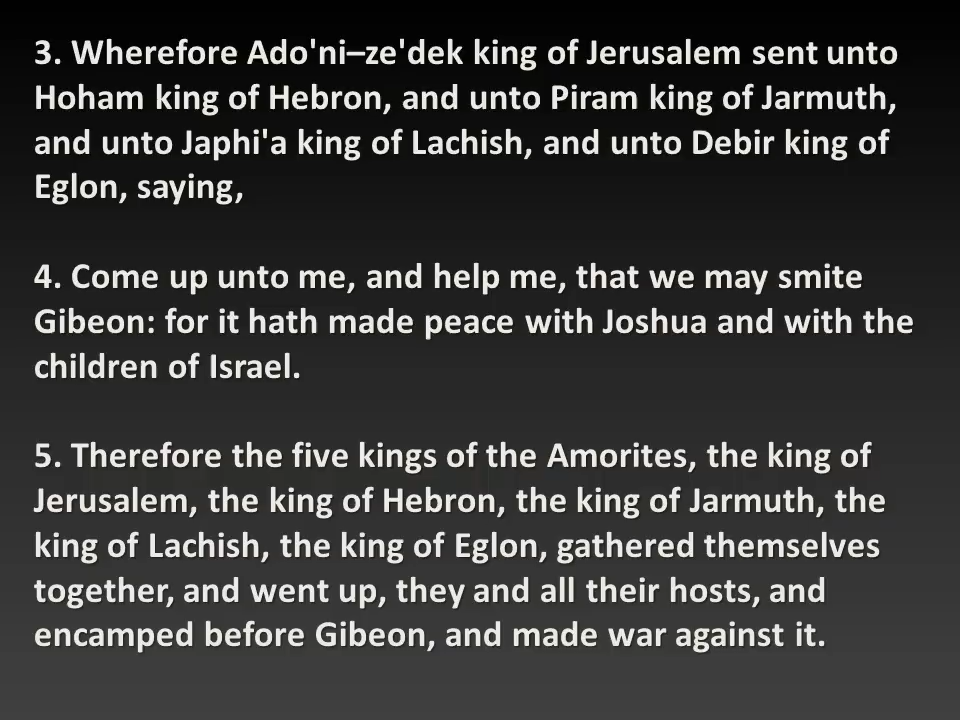 3. Wherefore Ado'ni–ze'dek king of Jerusalem sent unto
Hoham king of Hebron, and unto Piram king of Jarmuth,
and unto Japhi'a king of Lachish, and unto Debir king of
Eglon, saying,
4. Come up unto me, and help me, that we may smite
Gibeon: for it hath made peace with Joshua and with the
children of Israel.
5. Therefore the five kings of the Amorites, the king of
Jerusalem, the king of Hebron, the king of Jarmuth, the
king of Lachish, the king of Eglon, gathered themselves
together, and went up, they and all their hosts, and
encamped before Gibeon, and made war against it.